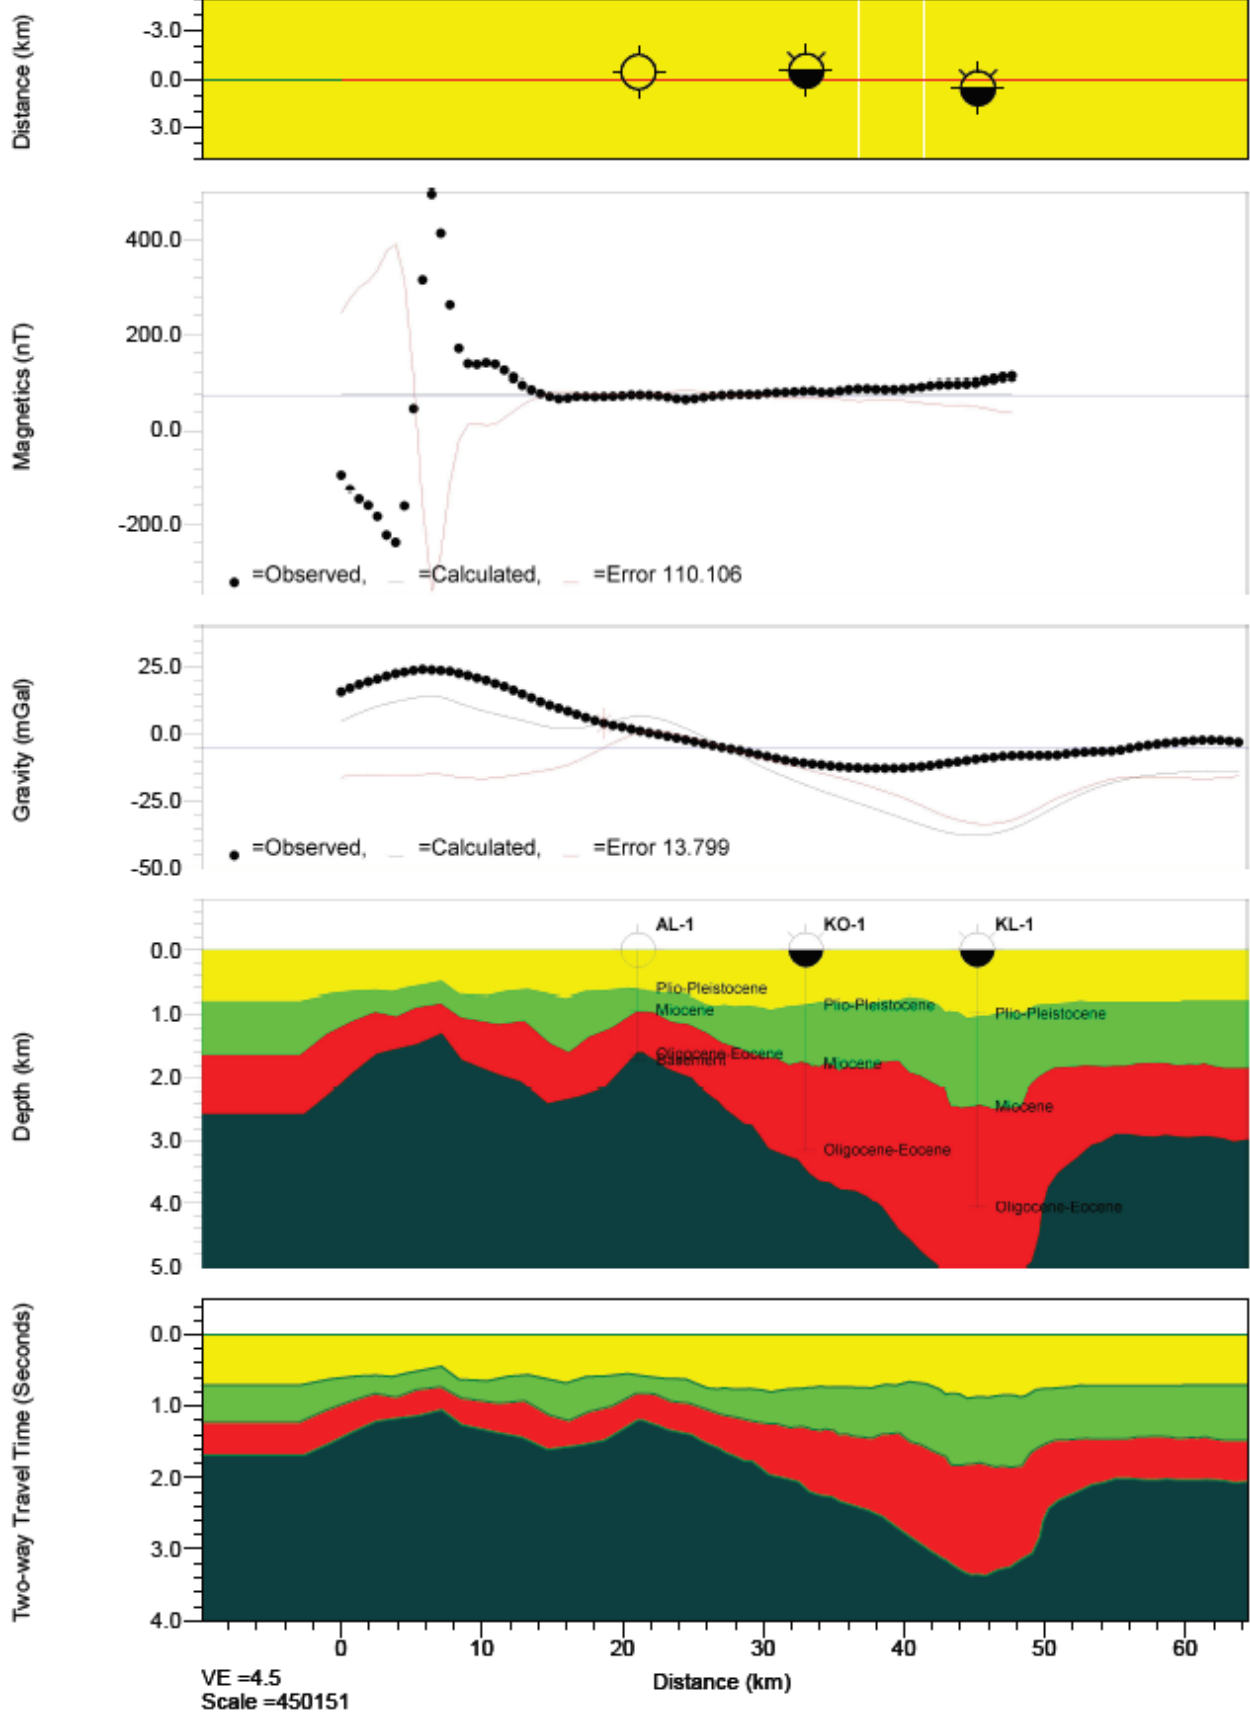 Distance (km)
-3.0
0.0
3.0
Magnetics (nT)
400.0
200.0
0.0
-200.0
=Observed, =Calculated, =Error 110.106
Gravity (mGal)
25.0
0.0
-25.0
-50.0
=Observed, =Calculated, =Error 13.799
Depth (km)
0.0
1.0
2.0
3.0
4.0
5.0
AL-1
Plio-Pleistocene
Miocene
Oligocene-Eocene
Basement
KO-1
Plio-Pleistocene
Miocene
Oligocene-Eocene
KL-1
Plio-Pleistocene
Miocene
Oligocene-Eocene
Two-way Travel Time (Seconds)
0.0
1.0
2.0
3.0
4.0
0 10 20 30 40 50 60
Distance (km)
VE =4.5
Scale =450151